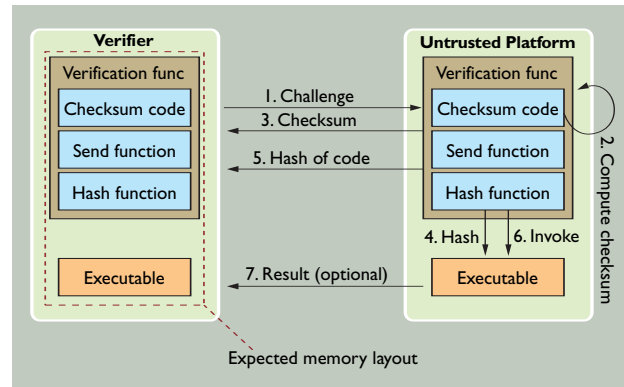 Verifier
Verification func
Checksum code
Send function
Hash function
Executable
Untrusted Platform
Verification func
Checksum code
Send function
Hash function
Executable
1. Challenge
2. Compute checksum
3. Checksum
4. Hash
5. Hash of code
6. Invoke
7. Result (optional)
Expected memory layout